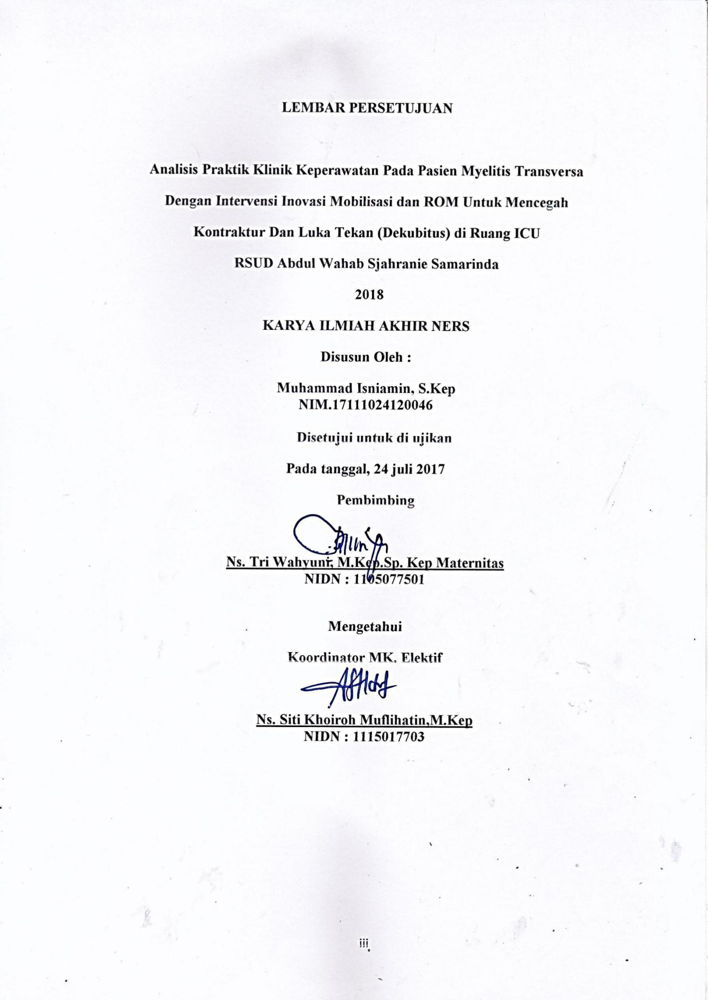 LEMBAR PERSETUJUAN
Analisis Praktik Klinik Keperawatan Pada Pasien Myelitis Transversa
Dengan Intervensi Inovasi Mobilisasi dan ROM Untuk Mencegah
Kontraktur Dan Luka Tekan (Dekubitus) di Ruang ICU
RSUD Abdul Wahab Sjahranie Samarinda
2018
KARYA ILMIAH AKHIR NERS
Disusun Oleh :
Muhammad Isniamin, S.Kep
NIM.17111024120046
Disetujui untuk di ujikan
Pada tanggal, 24 juli 2017
Pembimbing
Ns. Tri Wahyuni, M.Kep.Sp. Kep Maternitas
NIDN : 1105077501
Mengetahui
Koordinator MK. Elektif
Ns. Siti Khoiroh Muflihatin,M.Kep
NIDN : 1115017703
iii